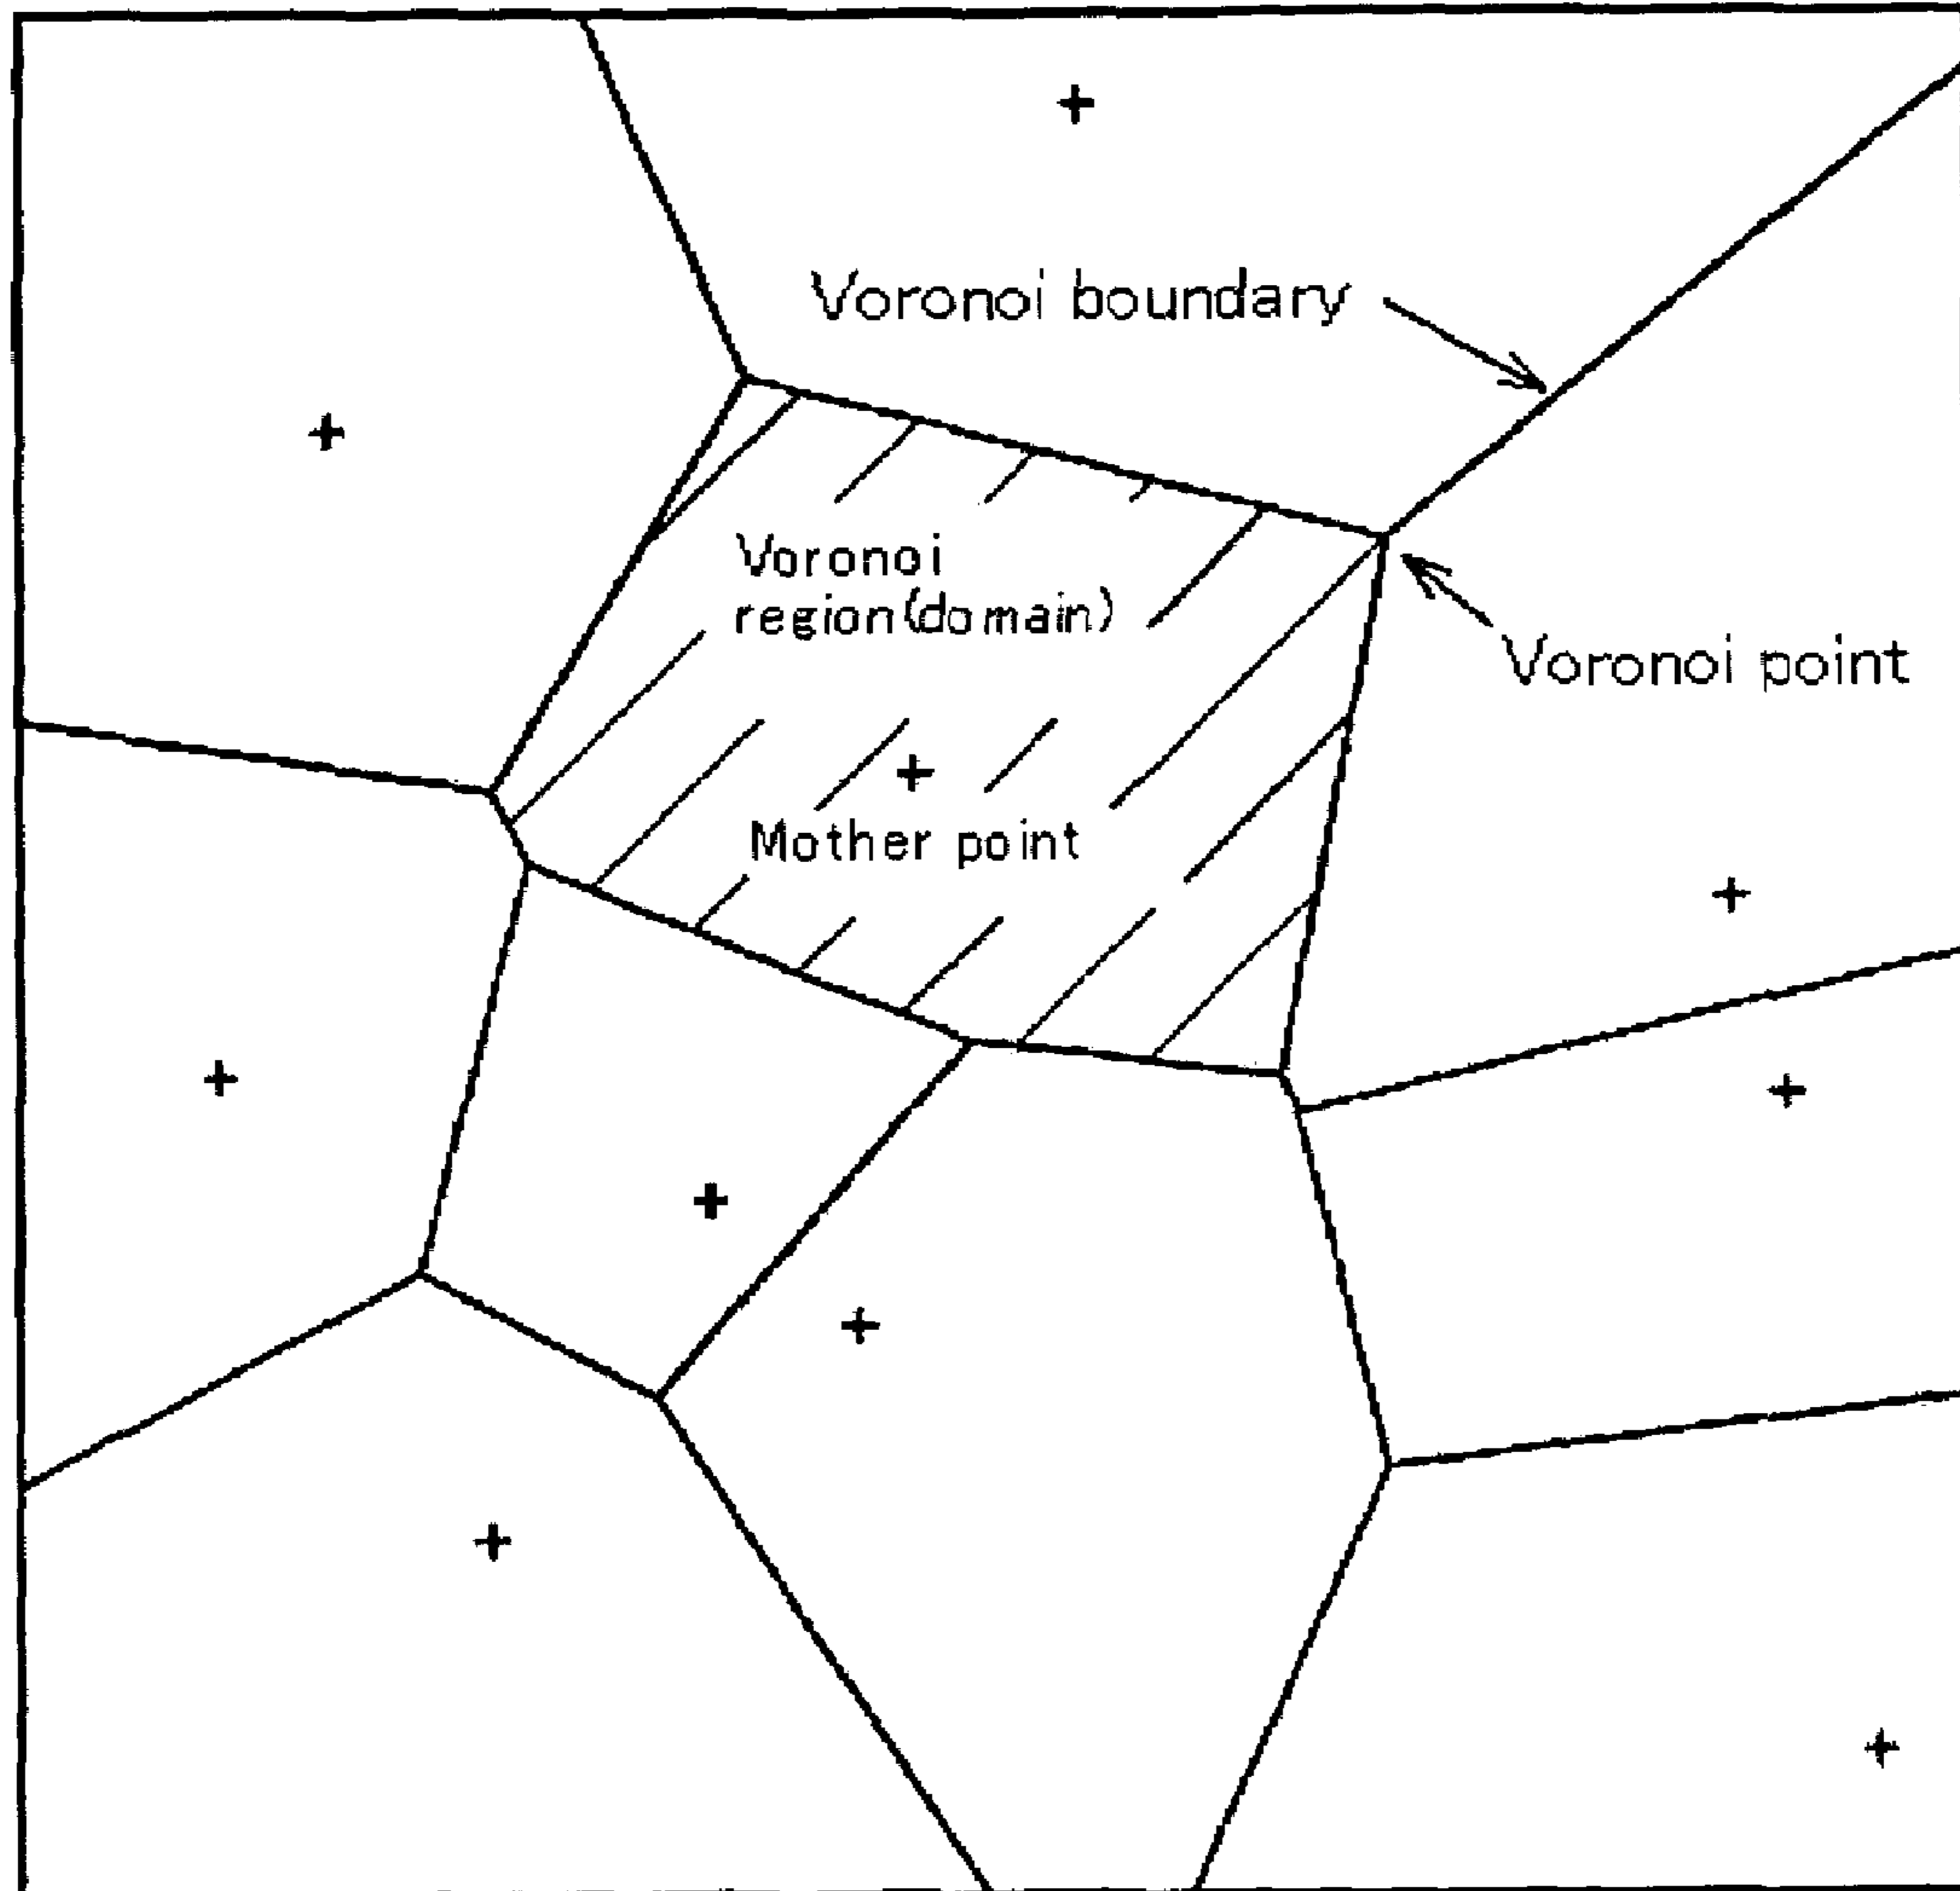 Voronoi boundary
Voronoi
region(domain)
Voronoi point
Mother point